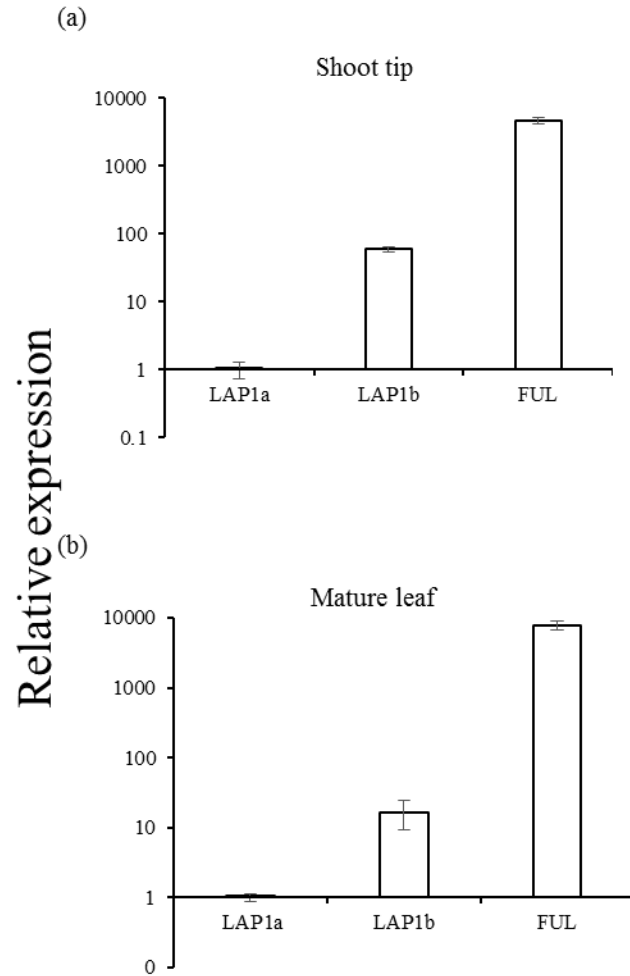 (a)
Shoot tip
10000
1000
100
10
1
0.1
LAP1a LAP1b FUL
Relative expression
(b)
Mature leaf
10000
1000
100
10
1
0
LAP1a LAP1b FUL